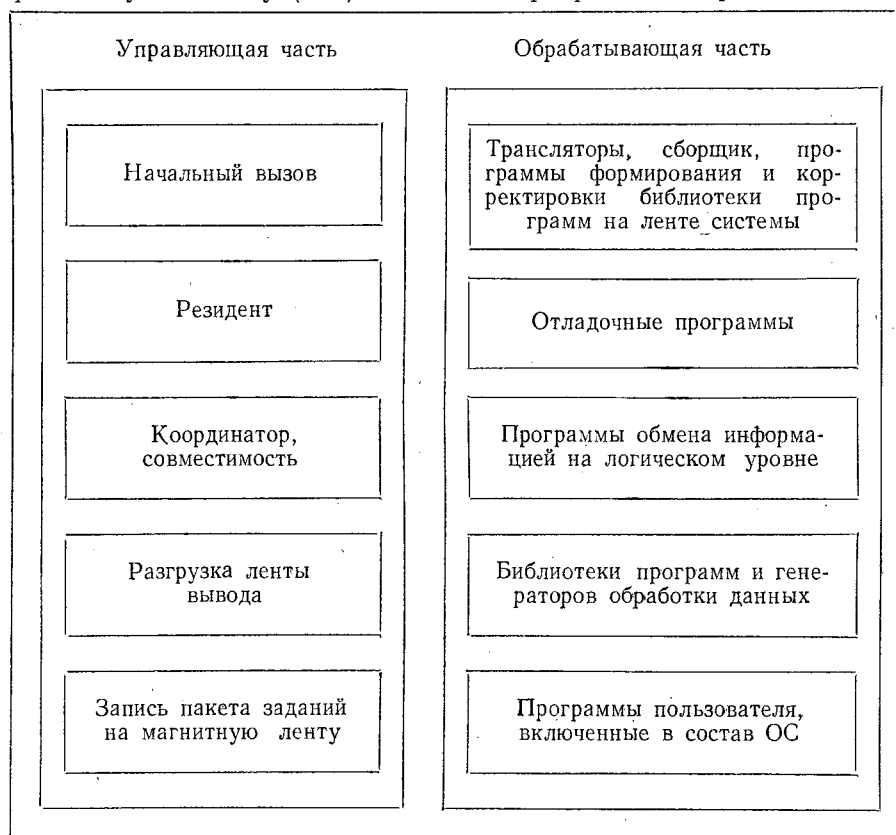 Управляющая часть
Начальный вызов
Резидент
Координатор,
совместимость
Разгрузка ленты
вывода
Запись пакета заданий
на магнитную ленту
Обрабатывающая часть
Трансляторы, сборщик, про-
граммы формирования и кор-
ректировки библиотеки про-
грамм на ленте системы
Отладочные программы
Программы обмена информа-
цией на логическом уровне
Библиотеки программ и гене-
раторов обработки данных
Программы пользователя,
включенные в состав ОС